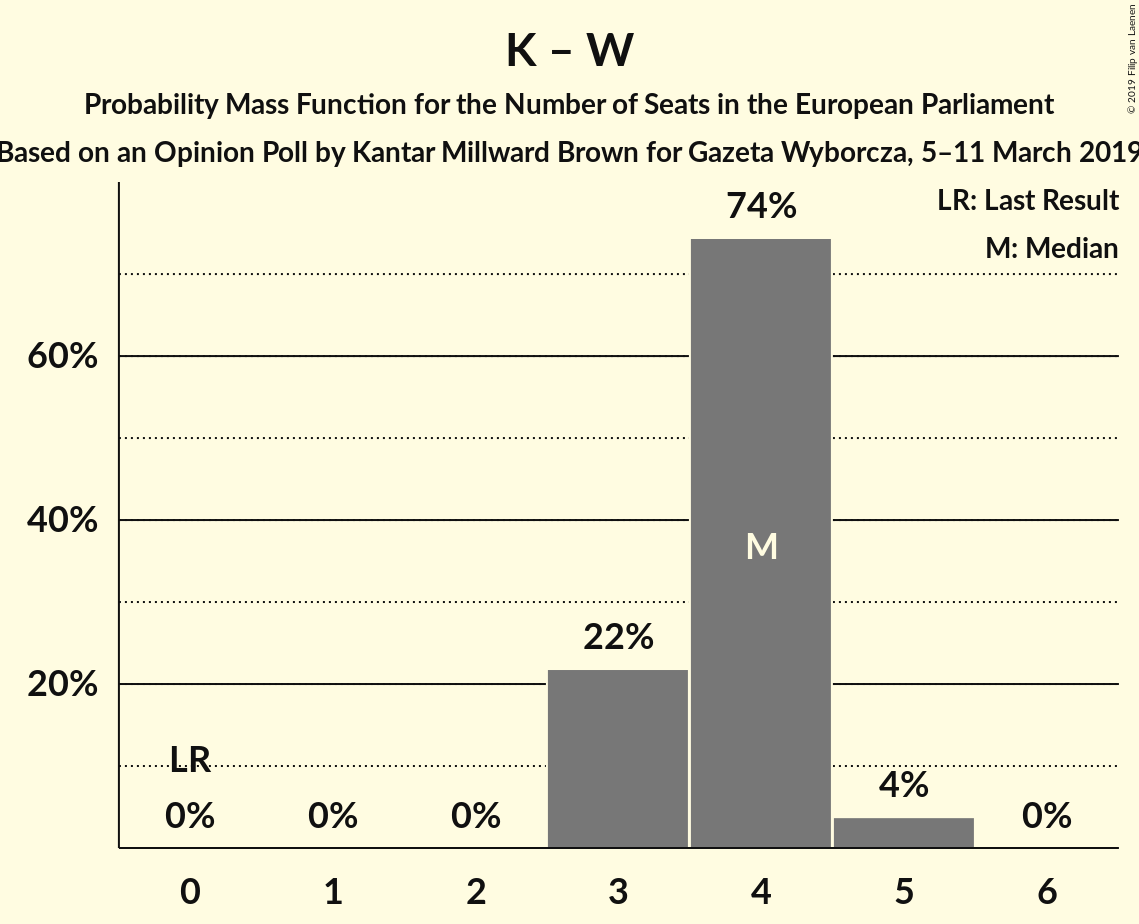 © 2019 Filip van Laenen
K – W
Probability Mass Function for the Number of Seats in the European Parliament
Based on an Opinion Poll by Kantar Millward Brown for Gazeta Wyborcza, 5–11 March 2019
LR: Last Result
M: Median
74%
60%
40%
M
22%
20%
LR
4%
0% 0% 0% 0%
0 1 2 3 4 5 6